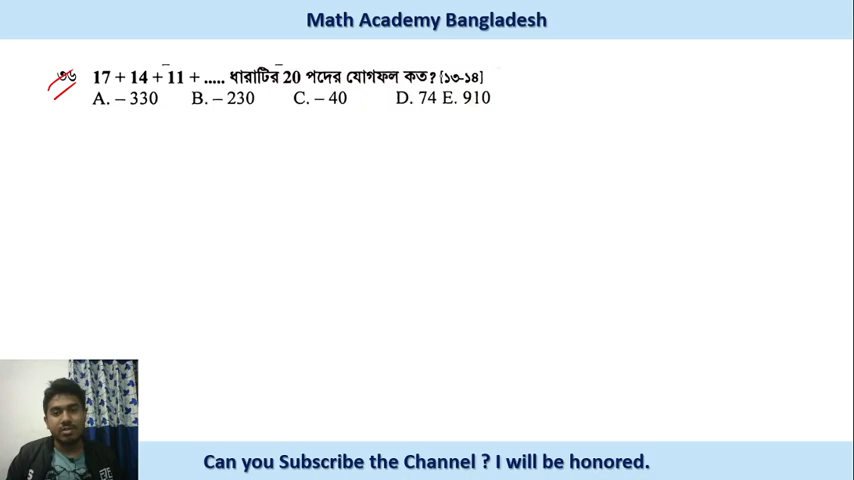 Math Academy Bangladesh
৩৬ 17 + 14 + 11 + ..... ধারাটির 20 পদের যোগফল কত? [১৩-১৪]
A. – 330 B. – 230 C. – 40 D. 74 E. 910
Can you Subscribe the Channel ? I will be honored.